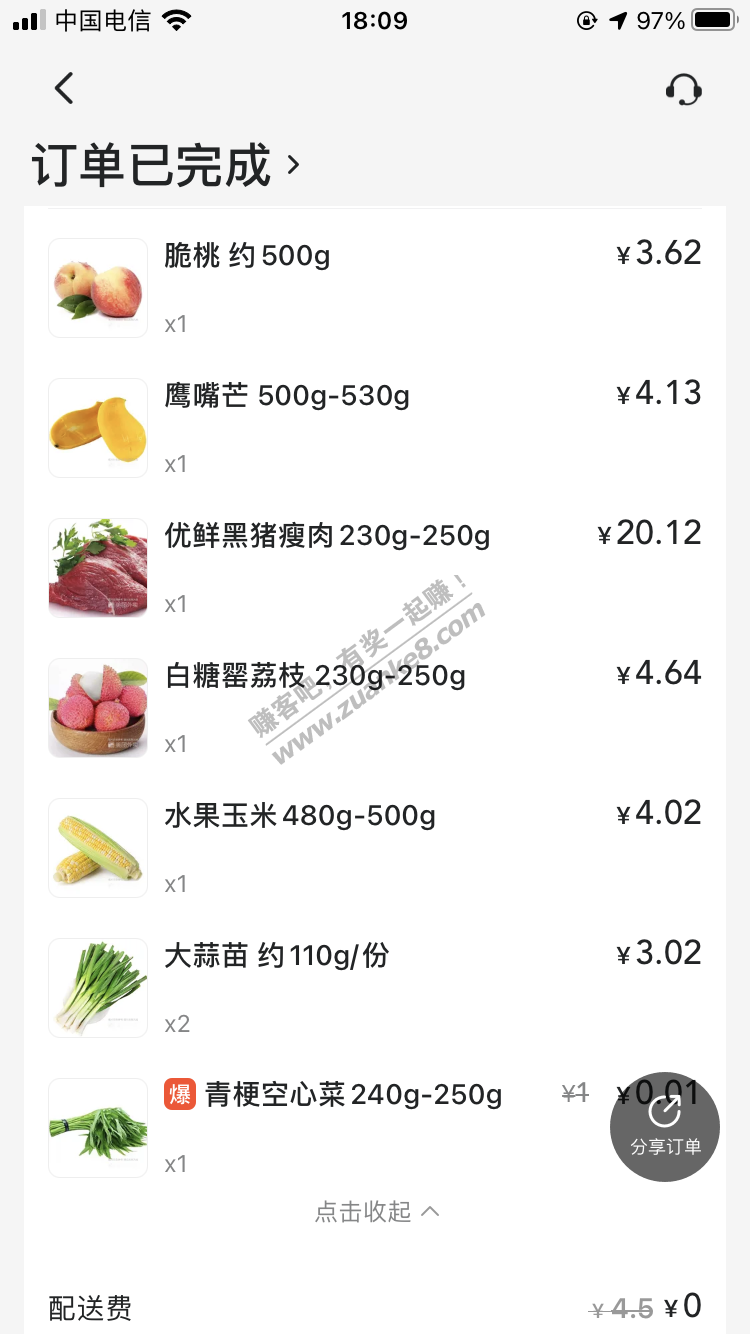 中国电信 18:09 97%
订单已完成 >
脆桃 约500g ¥3.62
x1
鹰嘴芒 500g-530g ¥4.13
x1
优鲜黑猪瘦肉230g-250g ¥20.12
x1
赚客吧，有奖一起赚！
www.zuanke8.com
白糖罂荔枝 230g-250g ¥4.64
x1
水果玉米480g-500g ¥4.02
x1
大蒜苗 约110g/份 ¥3.02
x2
爆 青梗空心菜240g-250g ¥1 ¥0.01
x1
分享订单
点击收起
配送费 ¥4.5 ¥0